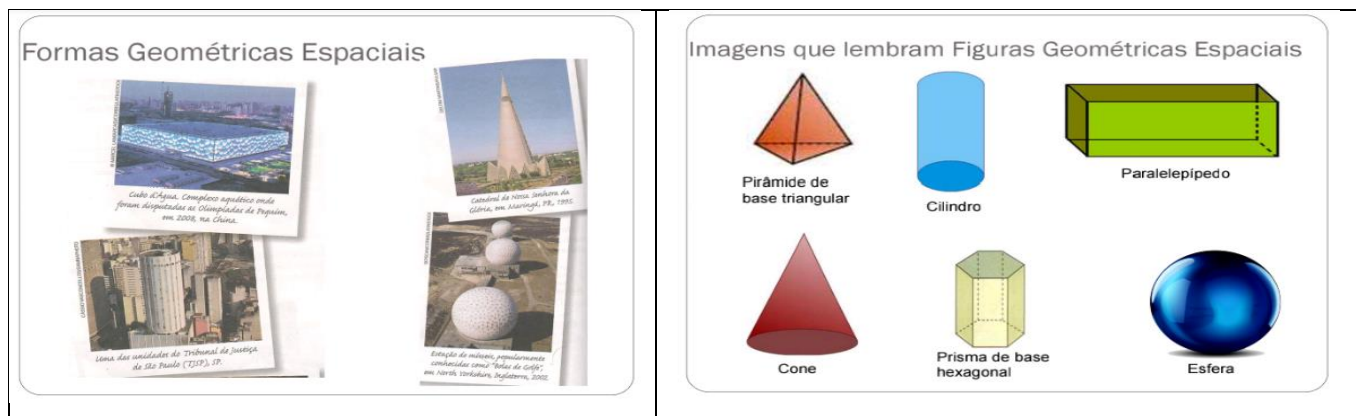 Formas Geométricas Espaciais
Cubo d'Água. Complexo aquático onde
foram disputadas as Olimpíadas de Pequim,
em 2008, na China.
Catedral de Nossa Senhora da
Glória, em Maringá, PR, 1995.
Uma das unidades do Tribunal de Justiça
de São Paulo (TJSP), SP.
Estação de mísseis, popularmente
conhecidas como "Bolas de Golfe",
em North Yorkshire, Inglaterra, 2002.
Imagens que lembram Figuras Geométricas Espaciais
Pirâmide de
base triangular
Cilindro
Paralelepípedo
Cone
Prisma de base
hexagonal
Esfera